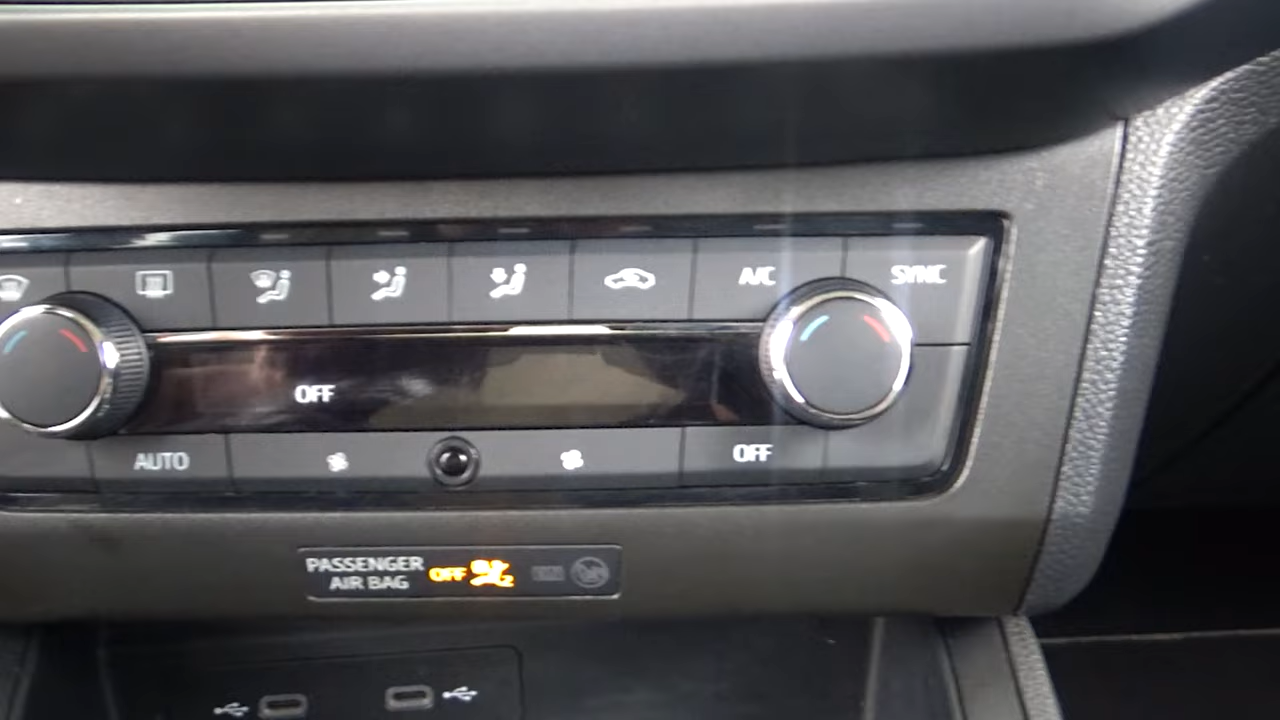 A/C SYNC
OFF
AUTO OFF
PASSENGER
AIR BAG OFF